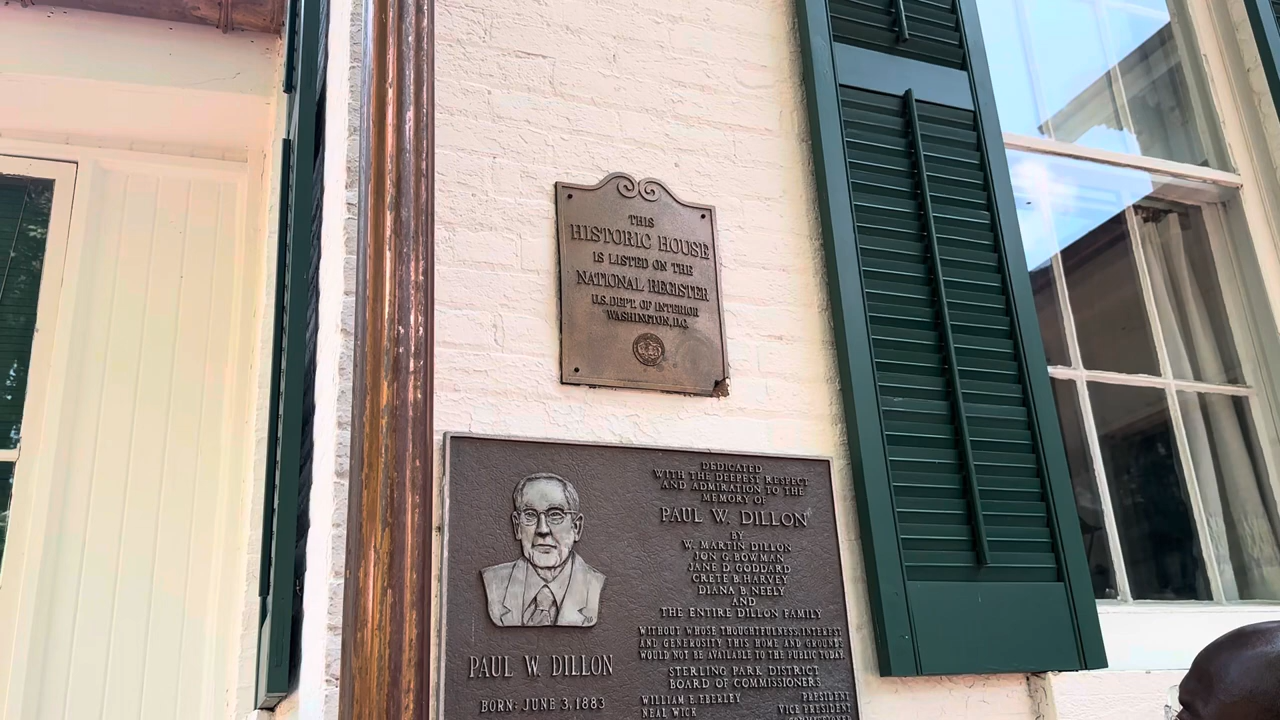 THIS
HISTORIC HOUSE
IS LISTED ON THE
NATIONAL REGISTER
U.S. DEPT. OF INTERIOR
WASHINGTON, D.C.
DEDICATED
WITH THE DEEPEST RESPECT
AND ADMIRATION TO THE
MEMORY OF
PAUL W. DILLON
BY
W. MARTIN DILLON
JON G. BOWMAN
JANE D. GODDARD
CRETE B. HARVEY
DIANA B. NEELY
AND
THE ENTIRE DILLON FAMILY
WITHOUT WHOSE THOUGHTFULNESS, INTEREST
AND GENEROSITY THIS HOME AND GROUNDS
WOULD NOT BE AVAILABLE TO THE PUBLIC TODAY.
STERLING PARK DISTRICT
BOARD OF COMMISSIONERS
WILLIAM E. EBERLEY PRESIDENT
NEAL WICK VICE PRESIDENT
PAUL W. DILLON
BORN: JUNE 3, 1883